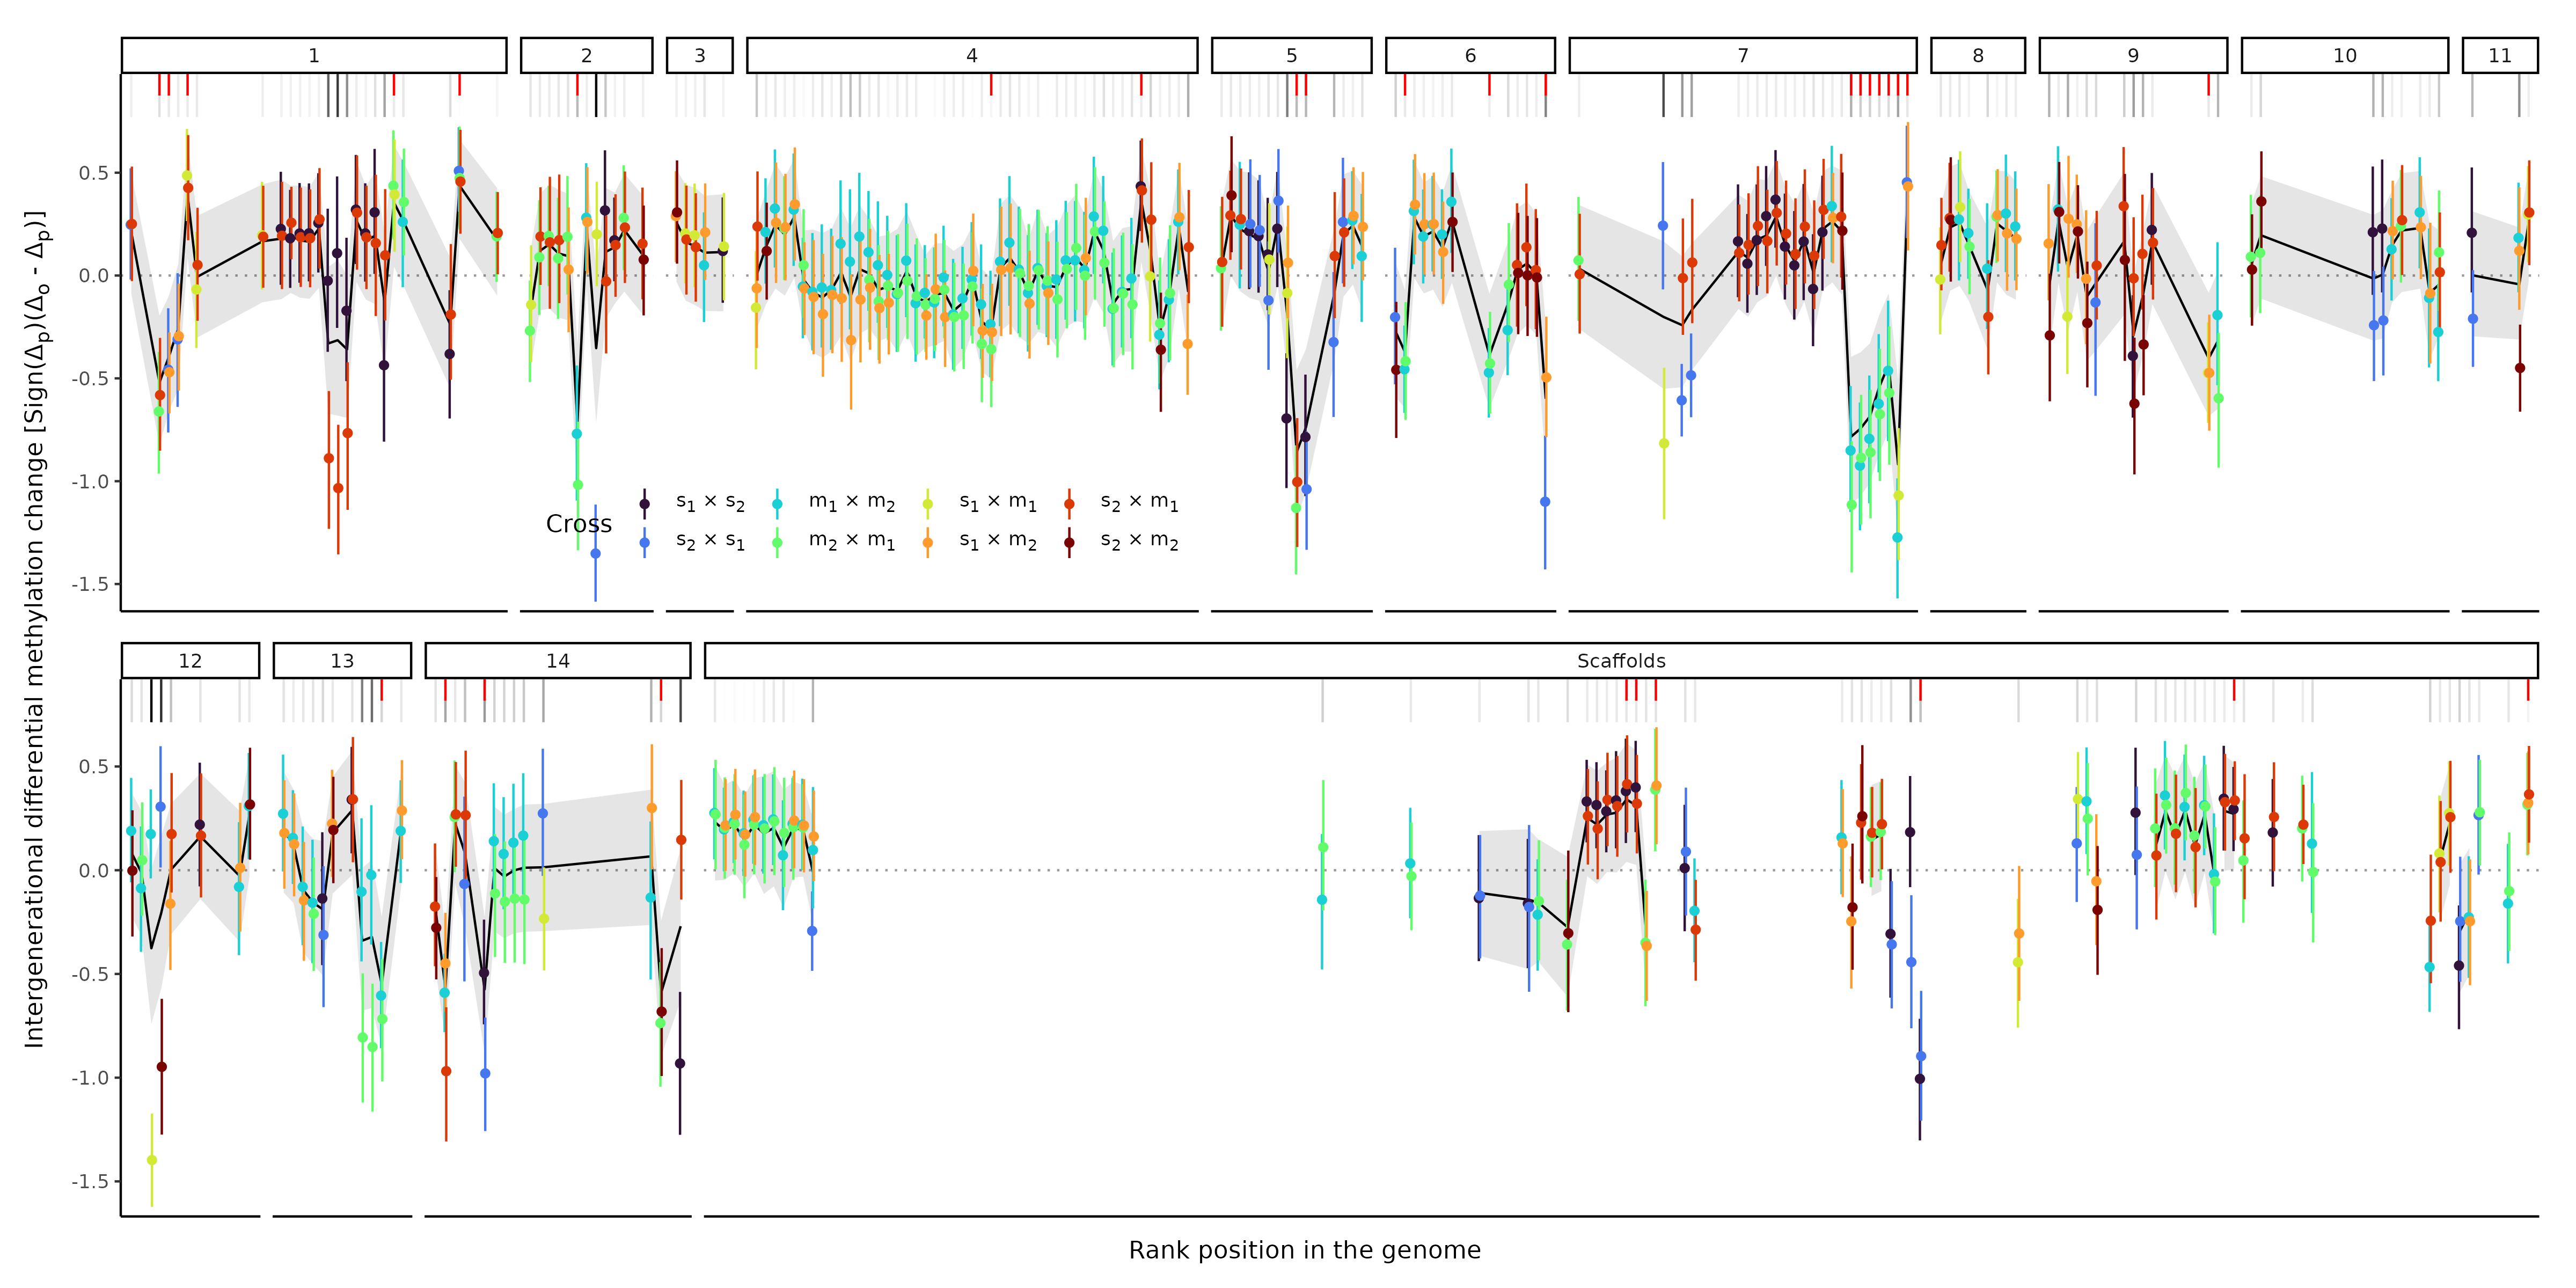 1 2 3 4 5 6 7 8 9 10 11
0.5
0.0
-0.5
-1.0
-1.5
Cross
s1 × s2 m1 × m2 s1 × m1 s2 × m1
s2 × s1 m2 × m1 s1 × m2 s2 × m2
Intergenerational differential methylation change [Sign(Δp)(Δo - Δp)]
12 13 14 Scaffolds
0.5
0.0
-0.5
-1.0
-1.5
Rank position in the genome